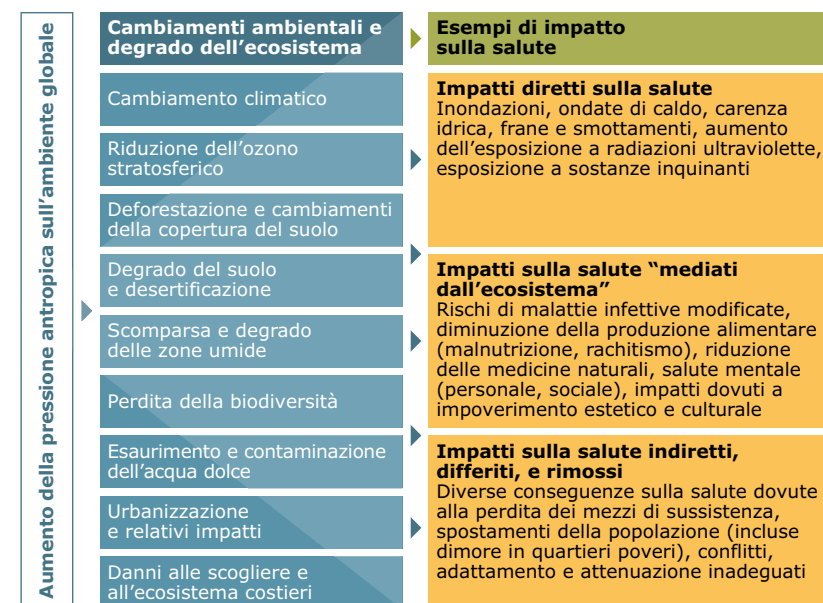 Aumento della pressione antropica sull'ambiente globale
Cambiamenti ambientali e
degrado dell'ecosistema
Cambiamento climatico
Riduzione dell'ozono
stratosferico
Deforestazione e cambiamenti
della copertura del suolo
Degrado del suolo
e desertificazione
Scomparsa e degrado
delle zone umide
Perdita della biodiversità
Esaurimento e contaminazione
dell'acqua dolce
Urbanizzazione
e relativi impatti
Danni alle scogliere e
all'ecosistema costieri
Esempi di impatto
sulla salute
Impatti diretti sulla salute
Inondazioni, ondate di caldo, carenza
idrica, frane e smottamenti, aumento
dell'esposizione a radiazioni ultraviolette,
esposizione a sostanze inquinanti
Impatti sulla salute “mediati
dall'ecosistema”
Rischi di malattie infettive modificate,
diminuzione della produzione alimentare
(malnutrizione, rachitismo), riduzione
delle medicine naturali, salute mentale
(personale, sociale), impatti dovuti a
impoverimento estetico e culturale
Impatti sulla salute indiretti,
differiti, e rimossi
Diverse conseguenze sulla salute dovute
alla perdita dei mezzi di sussistenza,
spostamenti della popolazione (incluse
dimore in quartieri poveri), conflitti,
adattamento e attenuazione inadeguati